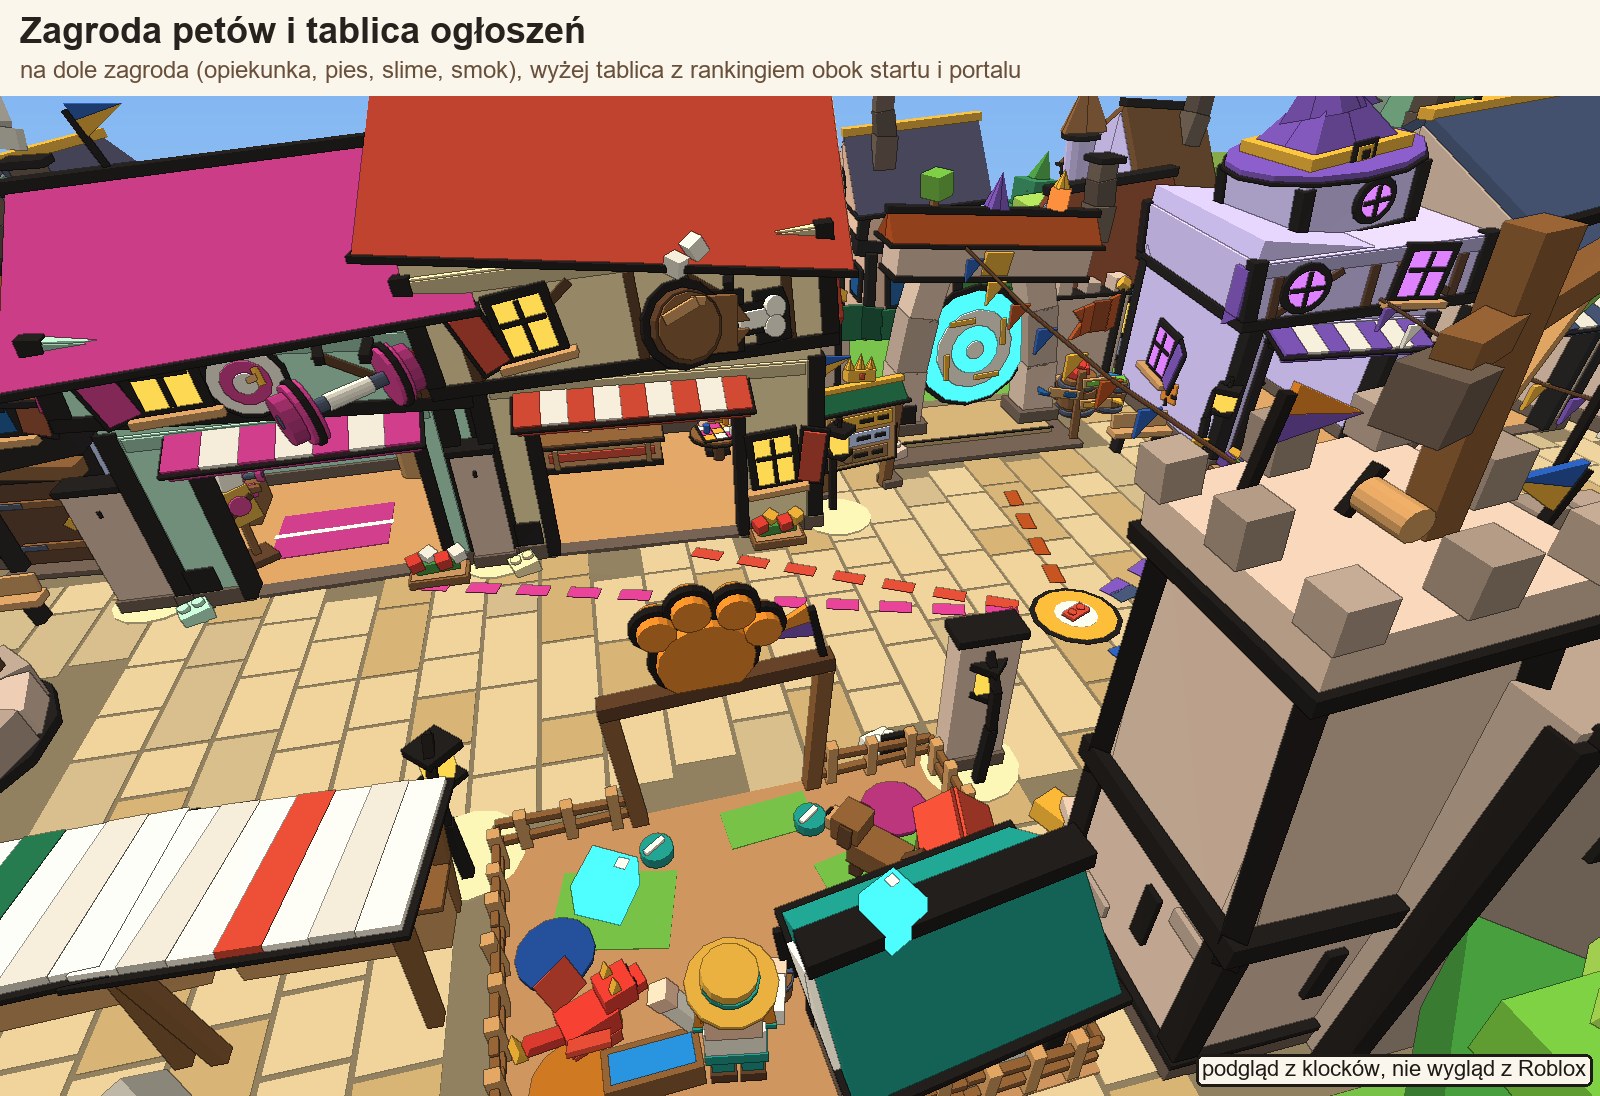 Zagroda petów i tablica ogłoszeń
na dole zagroda (opiekunka, pies, slime, smok), wyżej tablica z rankingiem obok startu i portalu
podgląd z klocków, nie wygląd z Roblox